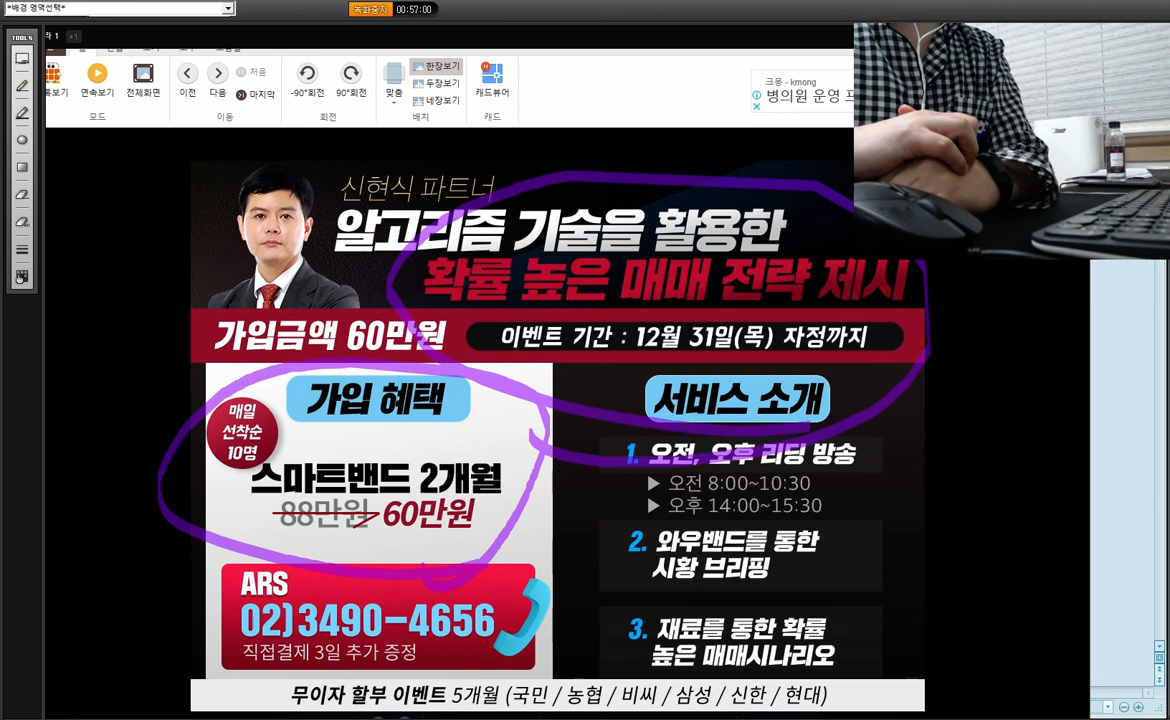 *배경 영역선택*
녹화중지 00:57:00
TOOLS
연속보기 전체화면
이전 다음 처음
마지막
-90°회전 90°회전
맞춤 한장보기
두장보기
네장보기
캐드뷰어
모드 이동 회전 배치 캐드
크몽 - kmong
병의원 운영
신현식 파트너
알고리즘 기술을 활용한
확률 높은 매매 전략 제시
가입금액 60만원
이벤트 기간 : 12월 31일(목) 자정까지
가입 혜택
매일
선착순
10명
스마트밴드 2개월
88만원 60만원
ARS
02)3490-4656
직접결제 3일 추가 증정
서비스 소개
1. 오전, 오후 리딩 방송
▶ 오전 8:00~10:30
▶ 오후 14:00~15:30
2. 와우밴드를 통한
시황 브리핑
3. 재료를 통한 확률
높은 매매시나리오
무이자 할부 이벤트 5개월 (국민 / 농협 / 비씨 / 삼성 / 신한 / 현대)